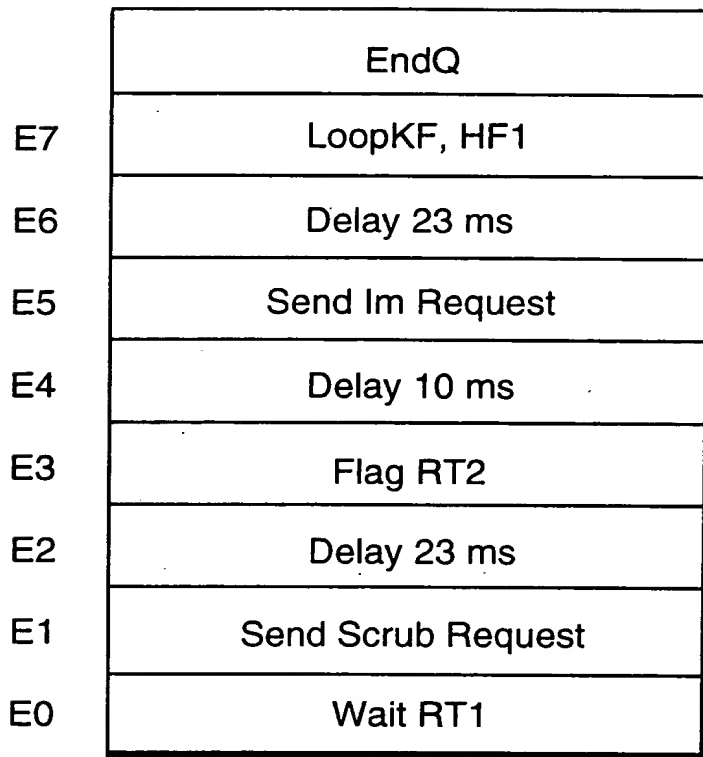 EndQ
E7 LoopKF, HF1
E6 Delay 23 ms
E5 Send Im Request
E4 Delay 10 ms
E3 Flag RT2
E2 Delay 23 ms
E1 Send Scrub Request
E0 Wait RT1